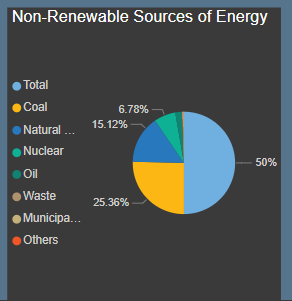 Non-Renewable Sources of Energy
Total
Coal
Natural ...
Nuclear
Oil
Waste
Municipa...
Others
6.78%
15.12%
50%
25.36%